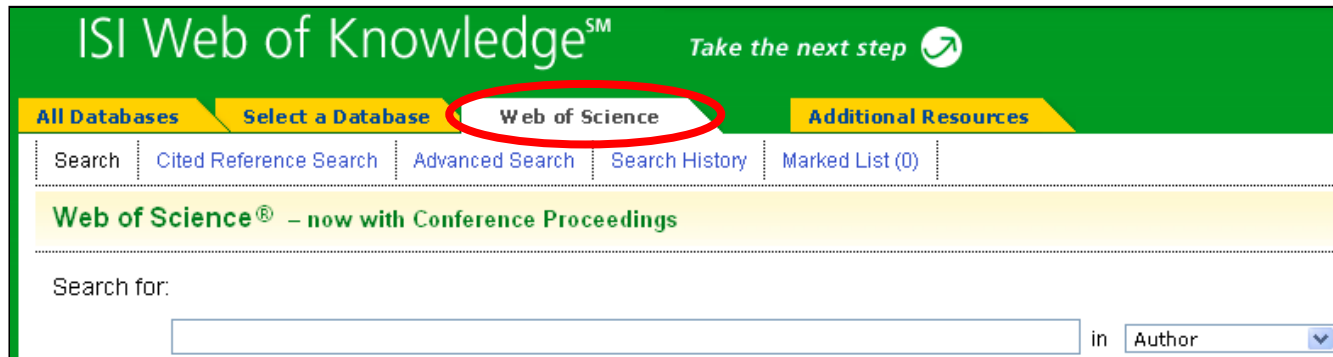 ISI Web of Knowledge℠ Take the next step
All Databases Select a Database Web of Science Additional Resources
Search Cited Reference Search Advanced Search Search History Marked List (0)
Web of Science® – now with Conference Proceedings
Search for:
in Author